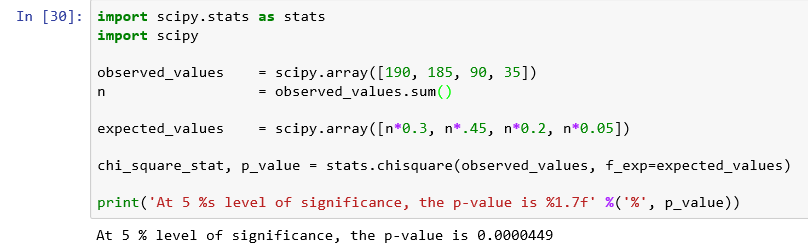 In [30]: import scipy.stats as stats
import scipy
observed_values    = scipy.array([190, 185, 90, 35])
n                  = observed_values.sum()
expected_values    = scipy.array([n*0.3, n*.45, n*0.2, n*0.05])
chi_square_stat, p_value = stats.chisquare(observed_values, f_exp=expected_values)
print('At 5 %s level of significance, the p-value is %1.7f' %('%', p_value))
At 5 % level of significance, the p-value is 0.0000449